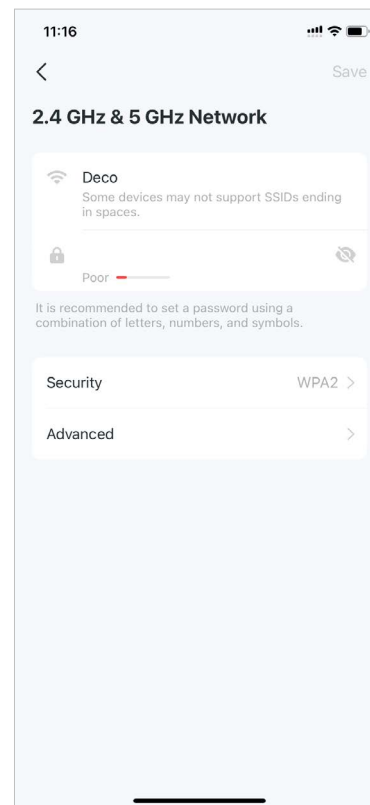 11:16
Save
2.4 GHz & 5 GHz Network
Deco
Some devices may not support SSIDs ending
in spaces.
Poor
It is recommended to set a password using a
combination of letters, numbers, and symbols.
Security WPA2 >
Advanced >